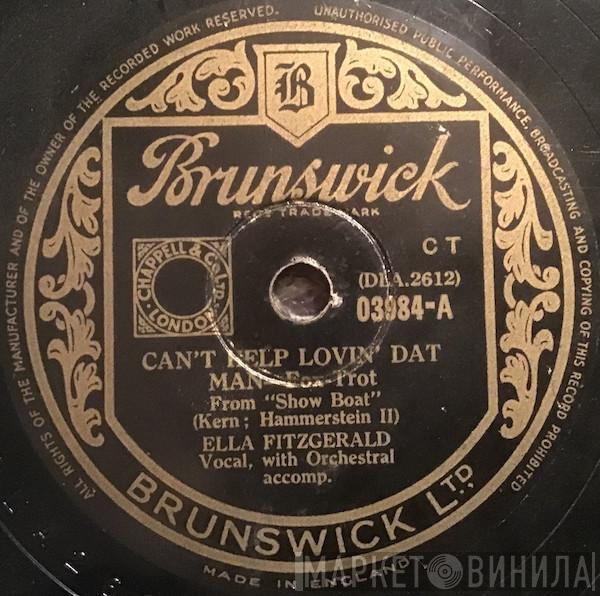 ALL RIGHTS OF THE MANUFACTURER AND OF THE OWNER OF THE RECORDED WORK RESERVED. UNAUTHORISED PUBLIC PERFORMANCE, BROADCASTING AND COPYING OF THIS RECORD PROHIBITED
B
Brunswick
REGD TRADE MARK
CHAPPELL & CO LTD.
LONDON
CT
(DLA.2612)
03984-A
CAN'T HELP LOVIN' DAT
MAN—Fox-Trot
From "Show Boat"
(Kern; Hammerstein II)
ELLA FITZGERALD
Vocal, with Orchestral
accomp.
BRUNSWICK LTD.
MADE IN ENGLAND
МАРКЕТ ВИНИЛА